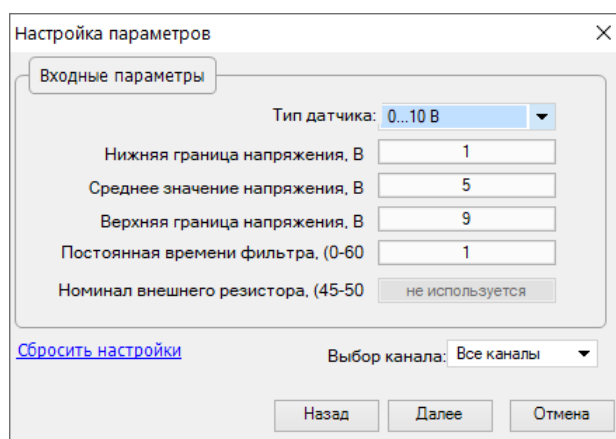 Настройка параметров
Входные параметры
Тип датчика: 0...10 В
Нижняя граница напряжения, В 1
Среднее значение напряжения, В 5
Верхняя граница напряжения, В 9
Постоянная времени фильтра, (0-60 1
Номинал внешнего резистора, (45-50 не используется
Сбросить настройки Выбор канала: Все каналы
Назад Далее Отмена